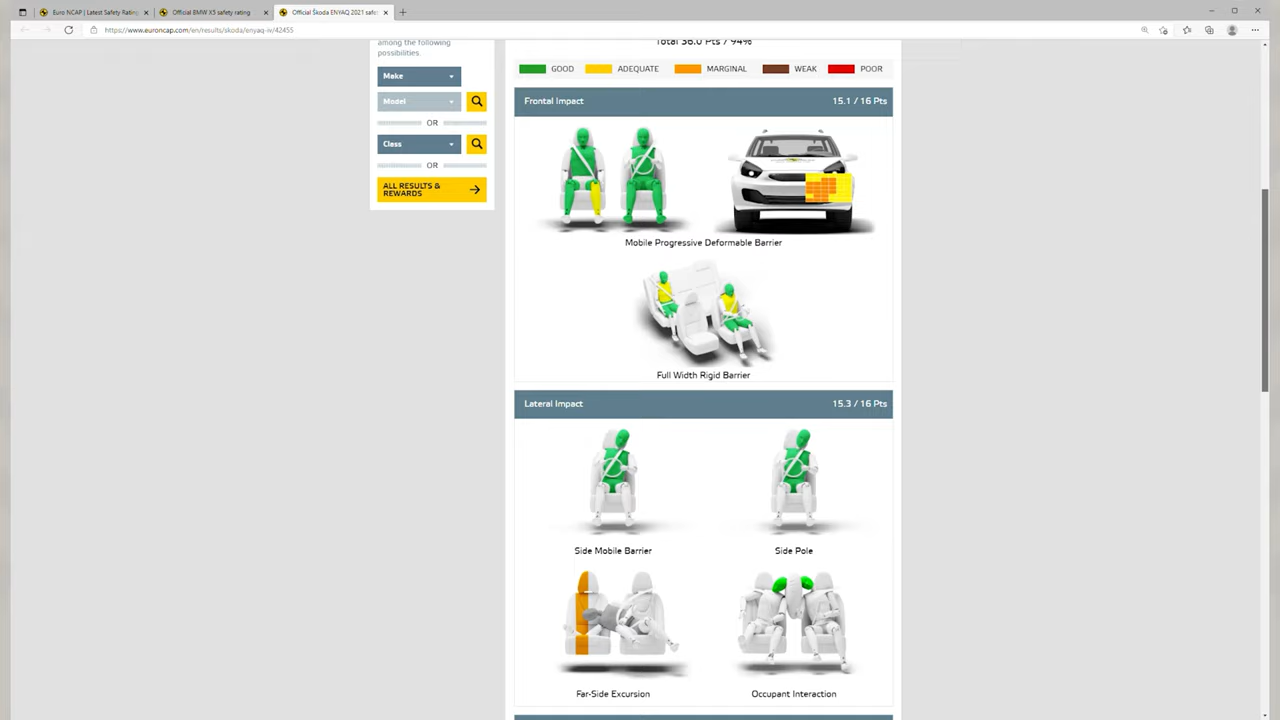 Euro NCAP | Latest Safety Rating
Official BMW X5 safety rating
Official Škoda ENYAQ 2021 safe
https://www.euroncap.com/en/results/skoda/enyaq-iv/42455
among the following
possibilities.
Make
Model
OR
Class
OR
ALL RESULTS &
REWARDS
Total 36.0 Pts / 94%
GOOD ADEQUATE MARGINAL WEAK POOR
Frontal Impact 15.1 / 16 Pts
Mobile Progressive Deformable Barrier
Full Width Rigid Barrier
Lateral Impact 15.3 / 16 Pts
Side Mobile Barrier Side Pole
Far-Side Excursion Occupant Interaction